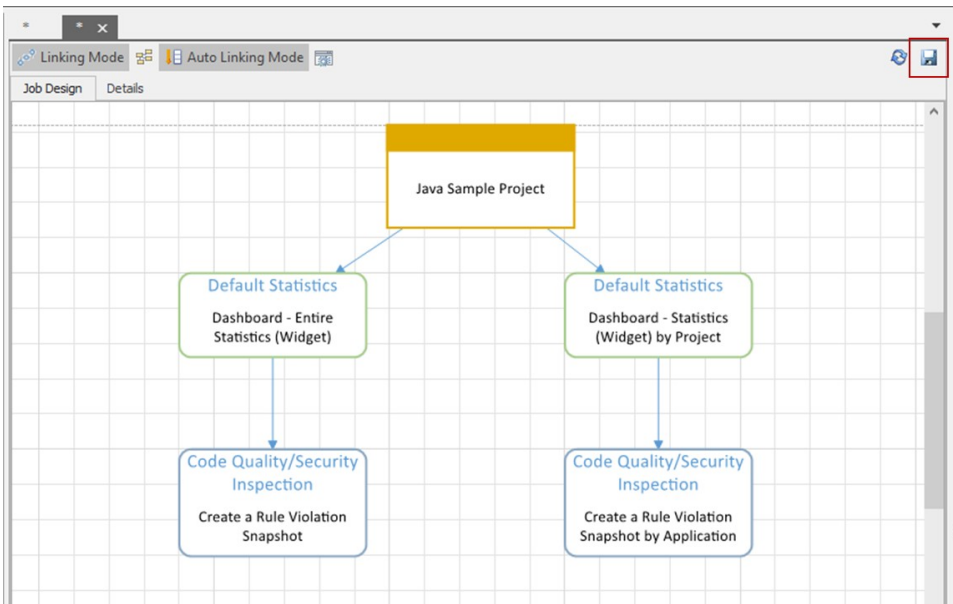 * * x
Linking Mode Auto Linking Mode
Job Design Details
Java Sample Project
Default Statistics
Dashboard - Entire
Statistics (Widget)
Default Statistics
Dashboard - Statistics
(Widget) by Project
Code Quality/Security
Inspection
Create a Rule Violation
Snapshot
Code Quality/Security
Inspection
Create a Rule Violation
Snapshot by Application